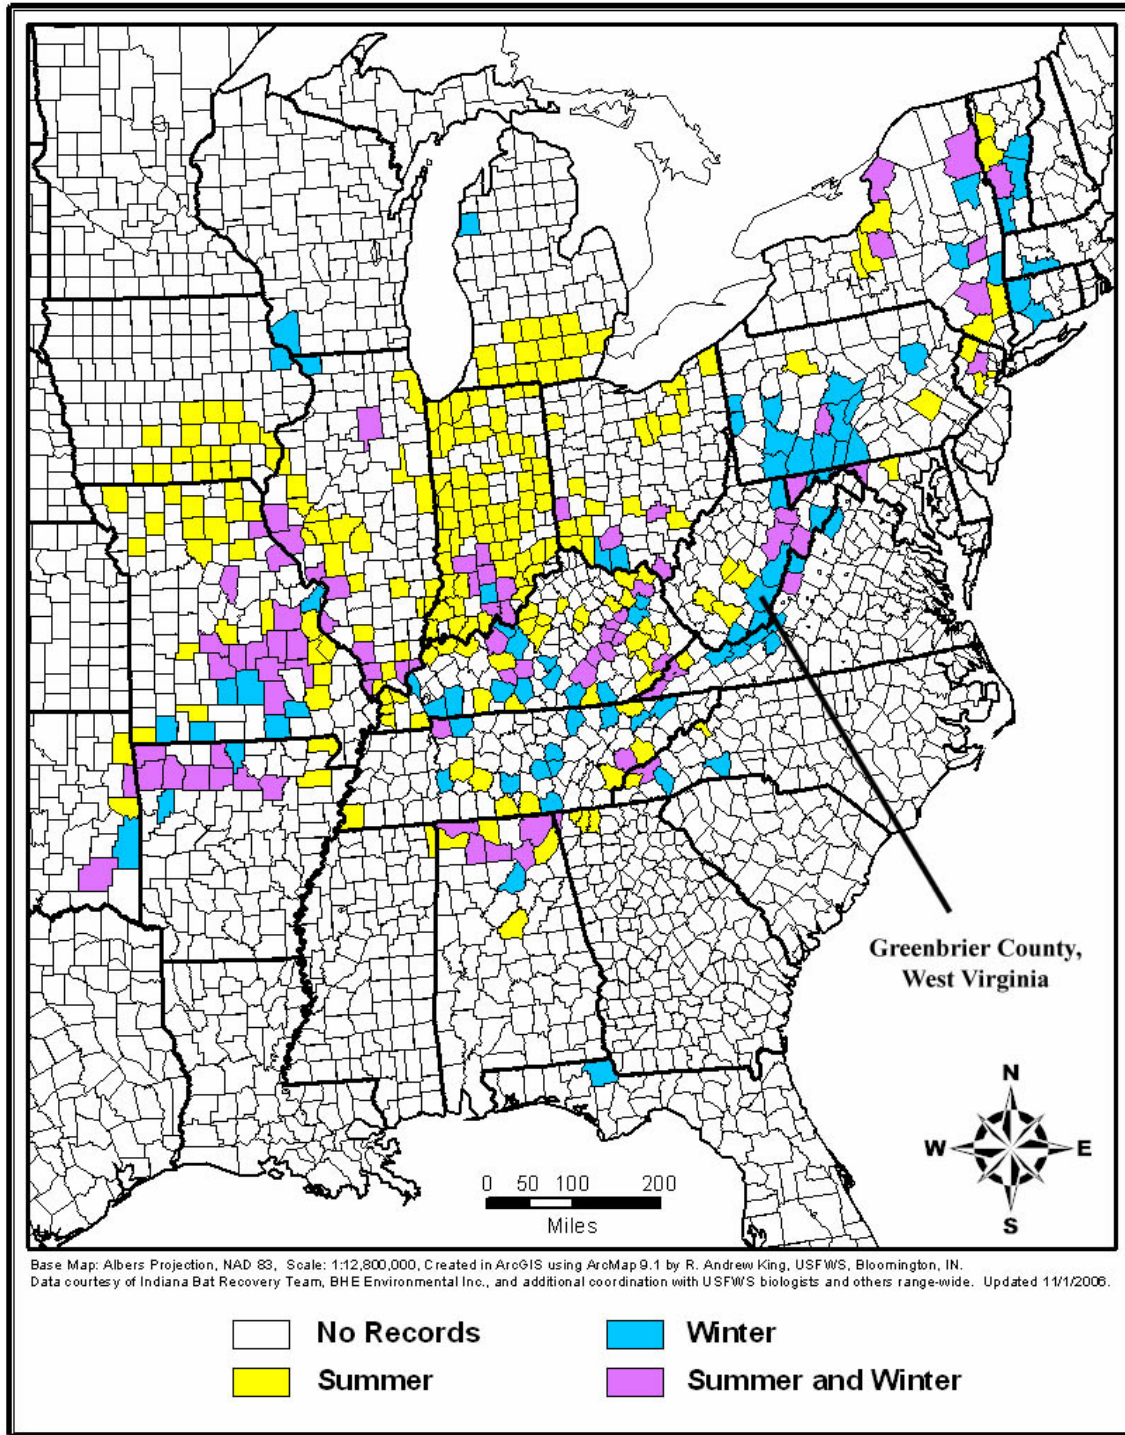 Greenbrier County,
West Virginia
N
W
E
S
0 50 100 200
Miles
Base Map: Albers Projection, NAD 83, Scale: 1:12,800,000, Created in ArcGIS using ArcMap 9.1 by R. Andrew King, USFWS, Bloomington, IN.
Data courtesy of Indiana Bat Recovery Team, BHE Environmental Inc., and additional coordination with USFWS biologists and others range-wide. Updated 11/1/2006.
No Records
Winter
Summer
Summer and Winter